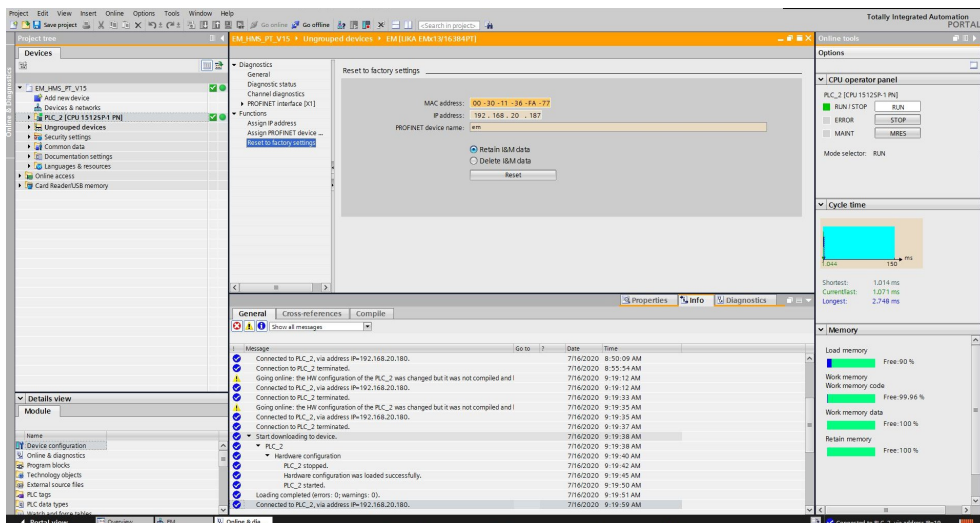 Project Edit View Insert Online Options Tools Window Help
Totally Integrated Automation
PORTAL
Save project
Go online Go offline
<Search in project>
Project tree
EM_HMS_PT_V15 ▸ Ungrouped devices ▸ EM [LIKA EMx13/16384PT]
Online tools
Devices
Options
Online & Diagnostics
EM_HMS_PT_V15
Add new device
Devices & networks
PLC_2 [CPU 1512SP-1 PN]
Ungrouped devices
Security settings
Common data
Documentation settings
Languages & resources
Online access
Card Reader/USB memory
Diagnostics
General
Diagnostic status
Channel diagnostics
PROFINET interface [X1]
Functions
Assign IP address
Assign PROFINET device ...
Reset to factory settings
Reset to factory settings
MAC address: 00 -30 -11 -36 -FA -77
IP address: 192 . 168 . 20 . 187
PROFINET device name: em
Retain I&M data
Delete I&M data
Reset
CPU operator panel
PLC_2 [CPU 1512SP-1 PN]
RUN / STOP RUN
ERROR STOP
MAINT MRES
Mode selector: RUN
Cycle time
ms
1.044 150
Shortest: 1.014 ms
Current/last: 1.071 ms
Longest: 2.748 ms
Memory
Load memory
Free:90 %
Work memory
Work memory code
Free:99.96 %
Work memory data
Free:100 %
Retain memory
Free:100 %
Properties Info Diagnostics
General Cross-references Compile
Show all messages
! Message Go to ? Date Time
Connected to PLC_2, via address IP=192.168.20.180. 7/16/2020 8:50:09 AM
Connection to PLC_2 terminated. 7/16/2020 8:55:54 AM
Going online: the HW configuration of the PLC_2 was changed but it was not compiled and l 7/16/2020 9:19:12 AM
Connected to PLC_2, via address IP=192.168.20.180. 7/16/2020 9:19:12 AM
Connection to PLC_2 terminated. 7/16/2020 9:19:33 AM
Going online: the HW configuration of the PLC_2 was changed but it was not compiled and l 7/16/2020 9:19:35 AM
Connected to PLC_2, via address IP=192.168.20.180. 7/16/2020 9:19:35 AM
Connection to PLC_2 terminated. 7/16/2020 9:19:37 AM
Start downloading to device. 7/16/2020 9:19:38 AM
PLC_2 7/16/2020 9:19:38 AM
Hardware configuration 7/16/2020 9:19:40 AM
PLC_2 stopped. 7/16/2020 9:19:42 AM
Hardware configuration was loaded successfully. 7/16/2020 9:19:45 AM
PLC_2 started. 7/16/2020 9:19:50 AM
Loading completed (errors: 0; warnings: 0). 7/16/2020 9:19:51 AM
Connected to PLC_2, via address IP=192.168.20.180. 7/16/2020 9:19:59 AM
Details view
Module
Name
Device configuration
Online & diagnostics
Program blocks
Technology objects
External source files
PLC tags
PLC data types
Watch and force tables
Portal view Overview EM Online & dia...
Connected to PLC_2, via address IP=19...